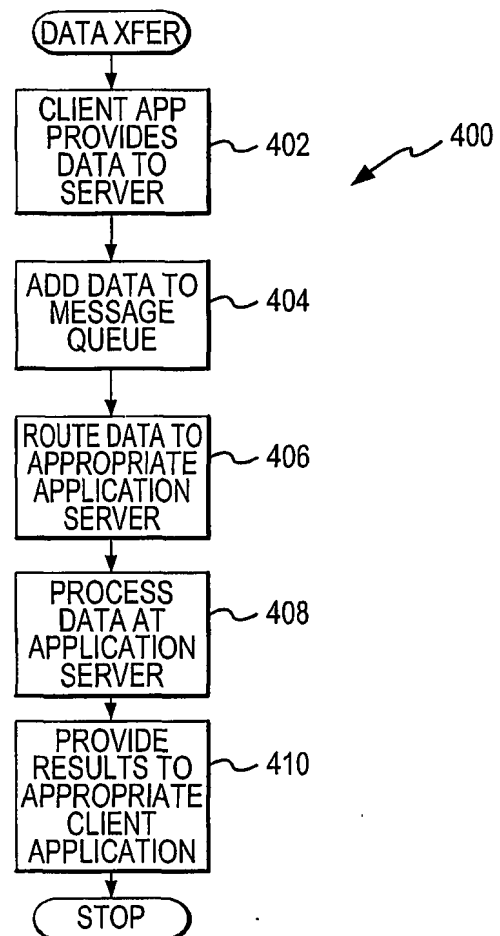 DATA XFER
CLIENT APP
PROVIDES
DATA TO
SERVER
402
400
ADD DATA TO
MESSAGE
QUEUE
404
ROUTE DATA TO
APPROPRIATE
APPLICATION
SERVER
406
PROCESS
DATA AT
APPLICATION
SERVER
408
PROVIDE
RESULTS TO
APPROPRIATE
CLIENT
APPLICATION
410
STOP